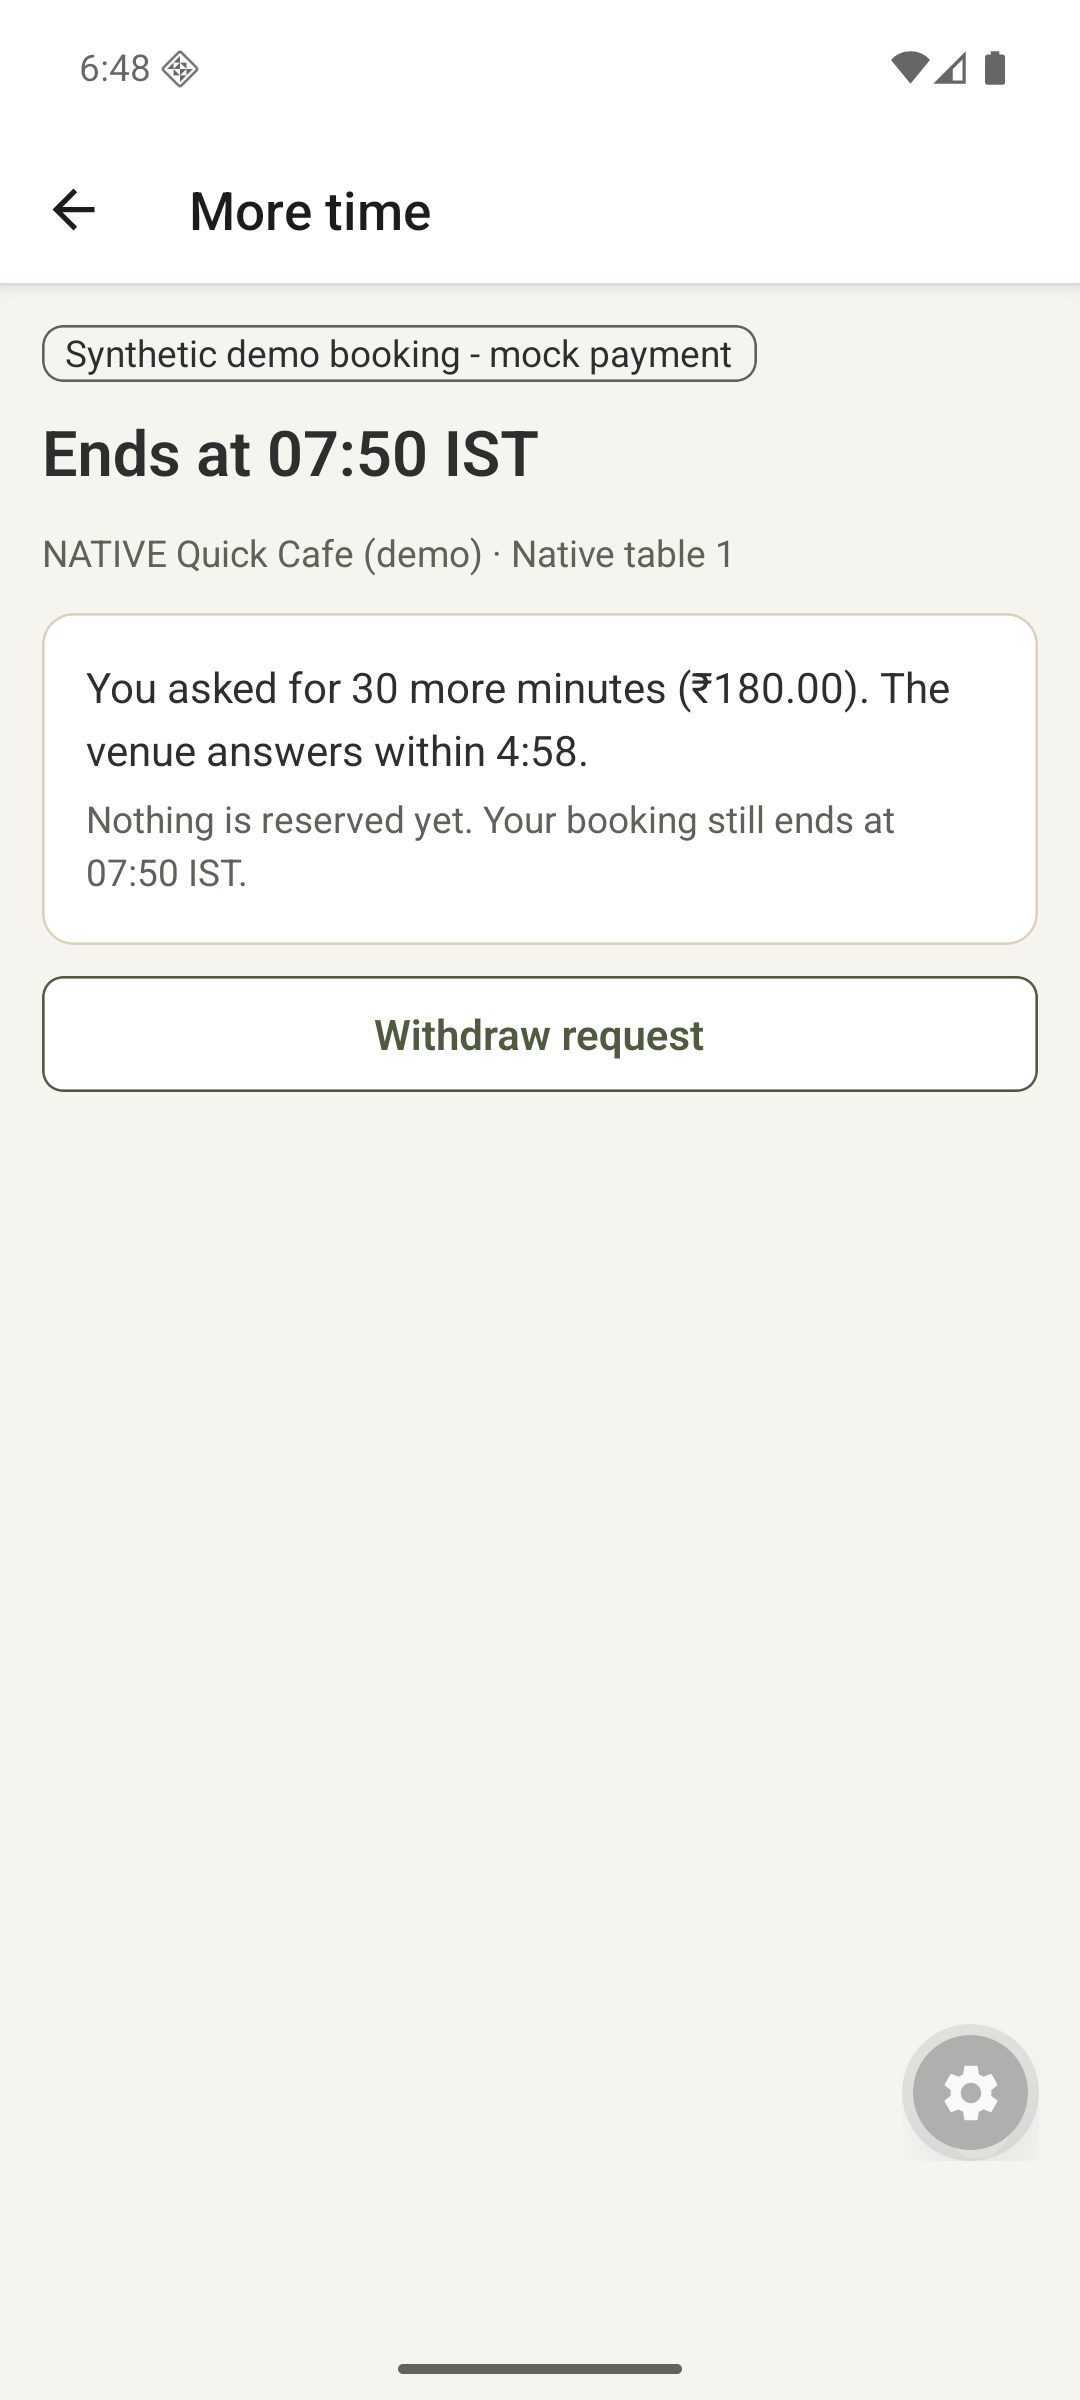 6:48
More time
Synthetic demo booking - mock payment
Ends at 07:50 IST
NATIVE Quick Cafe (demo) · Native table 1
You asked for 30 more minutes (₹180.00). The
venue answers within 4:58.
Nothing is reserved yet. Your booking still ends at
07:50 IST.
Withdraw request